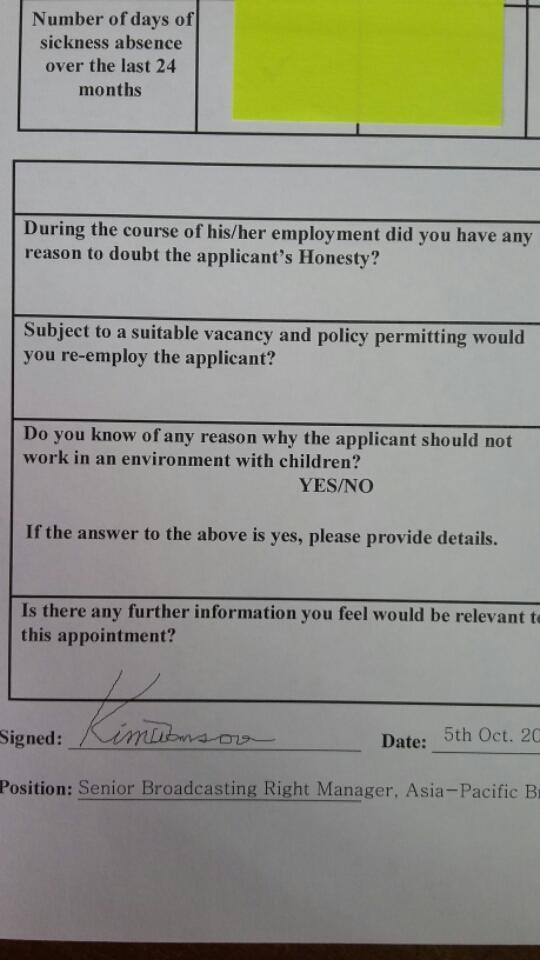 Number of days of
sickness absence
over the last 24
months
During the course of his/her employment did you have any
reason to doubt the applicant's Honesty?
Subject to a suitable vacancy and policy permitting would
you re-employ the applicant?
Do you know of any reason why the applicant should not
work in an environment with children?
YES/NO
If the answer to the above is yes, please provide details.
Is there any further information you feel would be relevant to
this appointment?
Signed: Date: 5th Oct. 20
Position: Senior Broadcasting Right Manager, Asia-Pacific B